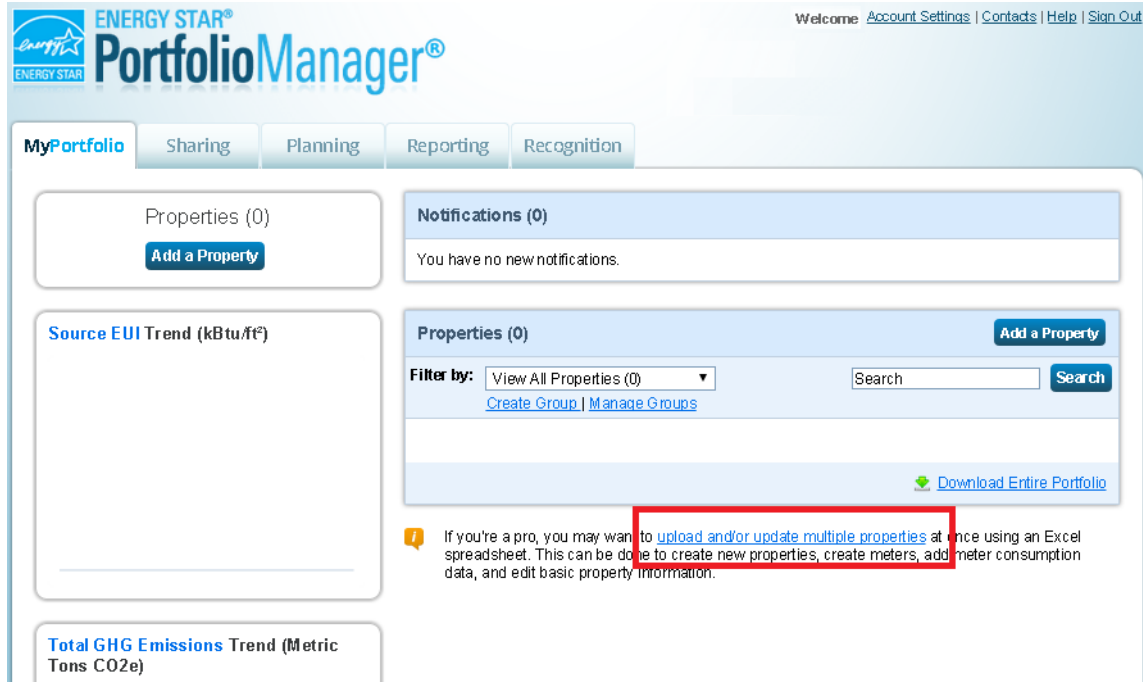 ENERGY STAR®
PortfolioManager®
energy
ENERGY STAR
Welcome Account Settings | Contacts | Help | Sign Out
MyPortfolio Sharing Planning Reporting Recognition
Properties (0)
Add a Property
Notifications (0)
You have no new notifications.
Source EUI Trend (kBtu/ft²)
Properties (0)
Add a Property
Filter by: View All Properties (0) Search Search
Create Group | Manage Groups
Download Entire Portfolio
If you're a pro, you may want to upload and/or update multiple properties at once using an Excel
spreadsheet. This can be done to create new properties, create meters, add meter consumption
data, and edit basic property information.
Total GHG Emissions Trend (Metric
Tons CO2e)